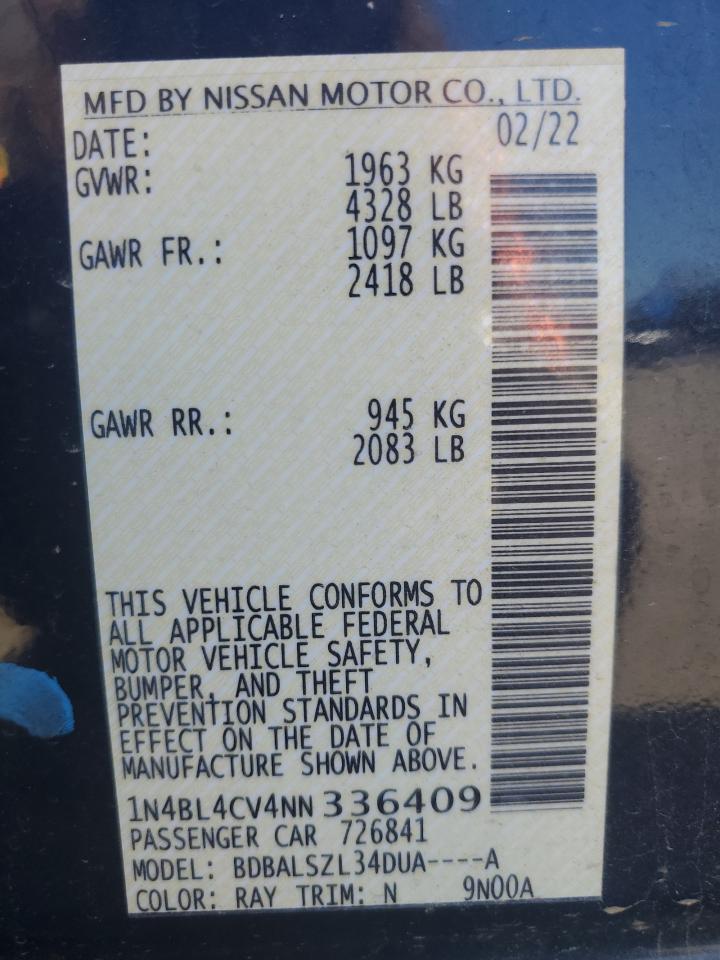 MFD BY NISSAN MOTOR CO., LTD.
DATE: 02/22
GVWR: 1963 KG
4328 LB
GAWR FR.: 1097 KG
2418 LB
GAWR RR.: 945 KG
2083 LB
THIS VEHICLE CONFORMS TO
ALL APPLICABLE FEDERAL
MOTOR VEHICLE SAFETY,
BUMPER, AND THEFT
PREVENTION STANDARDS IN
EFFECT ON THE DATE OF
MANUFACTURE SHOWN ABOVE.
1N4BL4CV4NN 336409
PASSENGER CAR 726841
MODEL: BDBALSZL34DUA----A
COLOR: RAY TRIM: N 9N00A